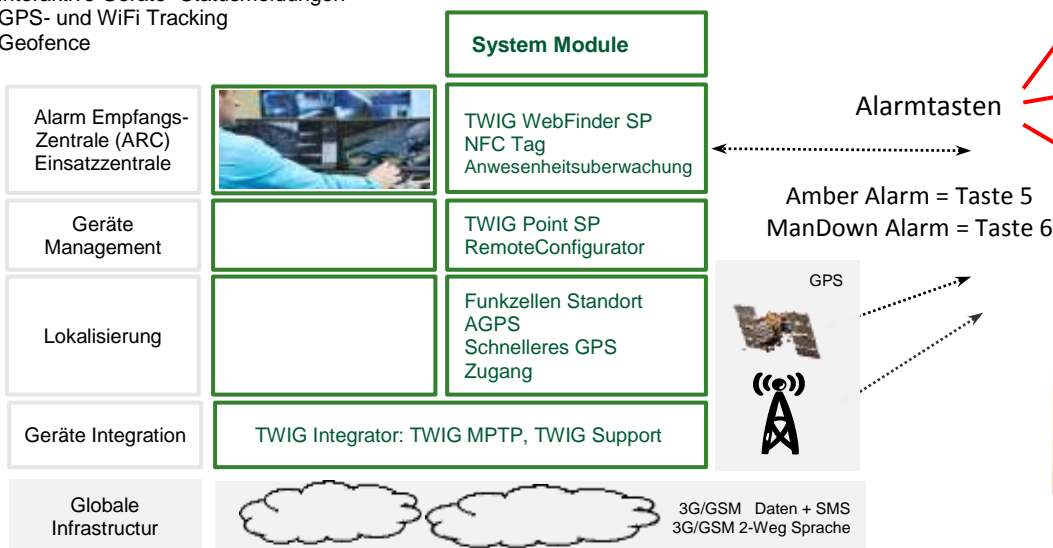 GPS- und WiFi Tracking
Geofence
System Module
Alarm Empfangs-
Zentrale (ARC)
Einsatzzentrale
TWIG WebFinder SP
NFC Tag
Anwesenheitsuberwachung
Alarmtasten
Amber Alarm = Taste 5
ManDown Alarm = Taste 6
Geräte
Management
TWIG Point SP
RemoteConfigurator
GPS
Lokalisierung
Funkzellen Standort
AGPS
Schnelleres GPS
Zugang
Geräte Integration
TWIG Integrator: TWIG MPTP, TWIG Support
Globale
Infrastructur
3G/GSM Daten + SMS
3G/GSM 2-Weg Sprache